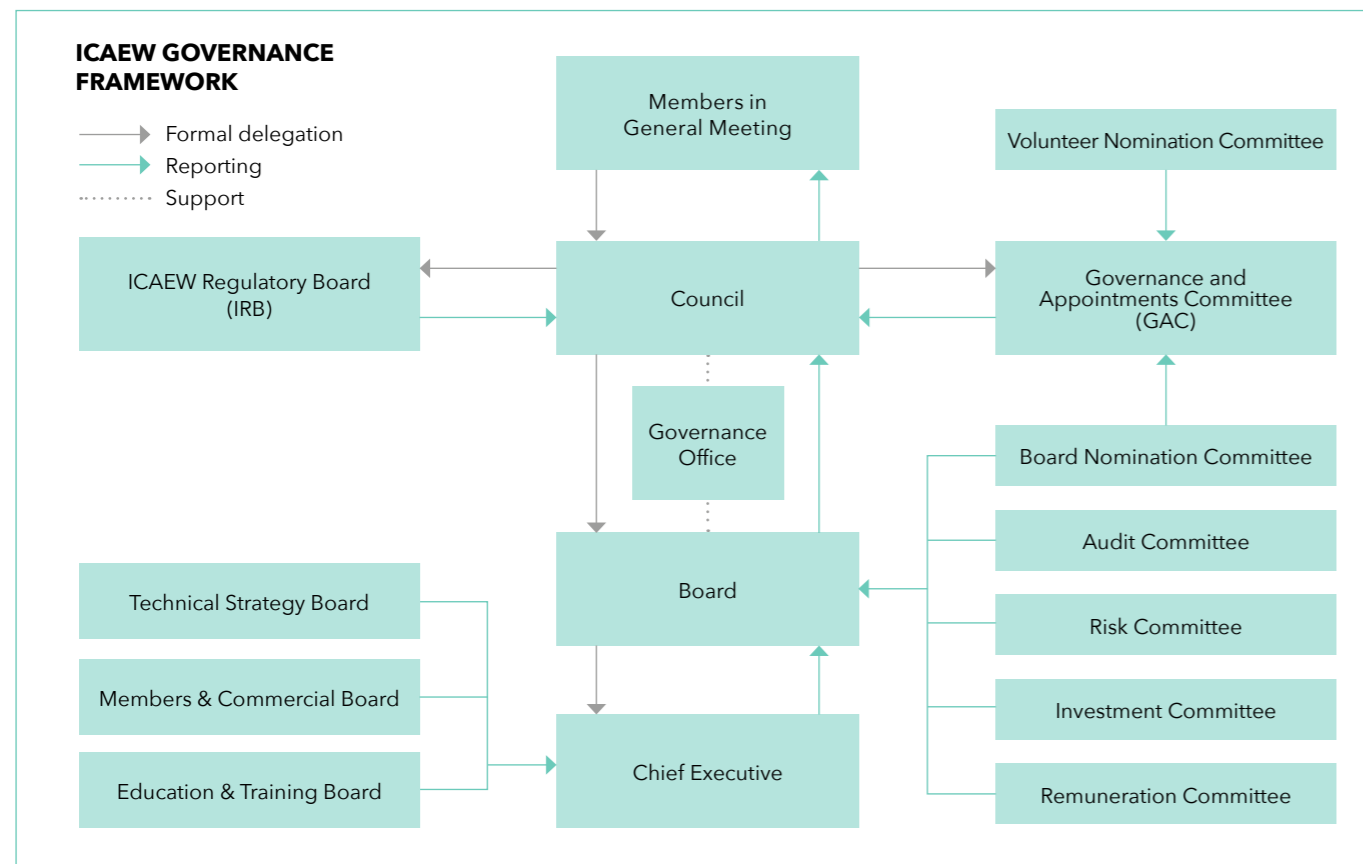 ICAEW GOVERNANCE
FRAMEWORK
Formal delegation
Reporting
Support
Members in
General Meeting
Volunteer Nomination Committee
ICAEW Regulatory Board
(IRB)
Council
Governance and
Appointments Committee
(GAC)
Governance
Office
Board Nomination Committee
Audit Committee
Board
Technical Strategy Board
Risk Committee
Members & Commercial Board
Investment Committee
Chief Executive
Education & Training Board
Remuneration Committee